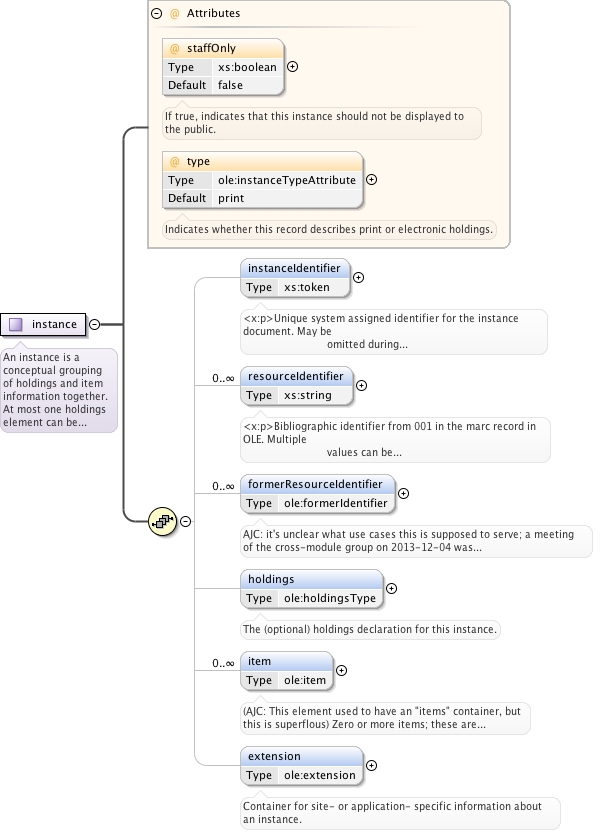 @ Attributes
@ staffOnly
Type xs:boolean
Default false
If true, indicates that this instance should not be displayed to
the public.
@ type
Type ole:instanceTypeAttribute
Default print
Indicates whether this record describes print or electronic holdings.
instance
An instance is a
conceptual grouping
of holdings and item
information together.
At most one holdings
element can be...
instanceIdentifier
Type xs:token
<x:p>Unique system assigned identifier for the instance
document. May be
omitted during...
0..∞
resourceIdentifier
Type xs:string
<x:p>Bibliographic identifier from 001 in the marc record in
OLE. Multiple
values can be...
0..∞
formerResourceIdentifier
Type ole:formerIdentifier
AJC: it's unclear what use cases this is supposed to serve; a meeting
of the cross-module group on 2013-12-04 was...
holdings
Type ole:holdingsType
The (optional) holdings declaration for this instance.
0..∞
item
Type ole:item
(AJC: This element used to have an "items" container, but
this is superflous) Zero or more items; these are...
extension
Type ole:extension
Container for site- or application- specific information about
an instance.